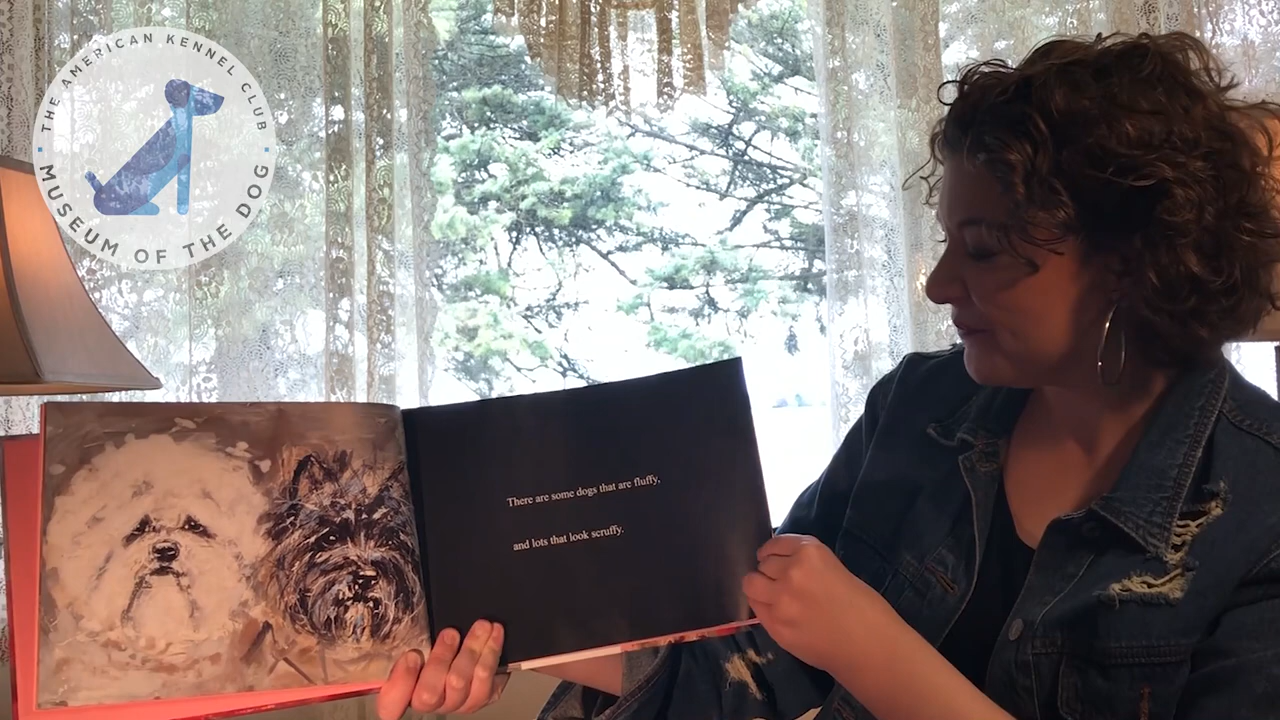 THE AMERICAN KENNEL CLUB
MUSEUM OF THE DOG
There are some dogs that are fluffy,
and lots that look scruffy.